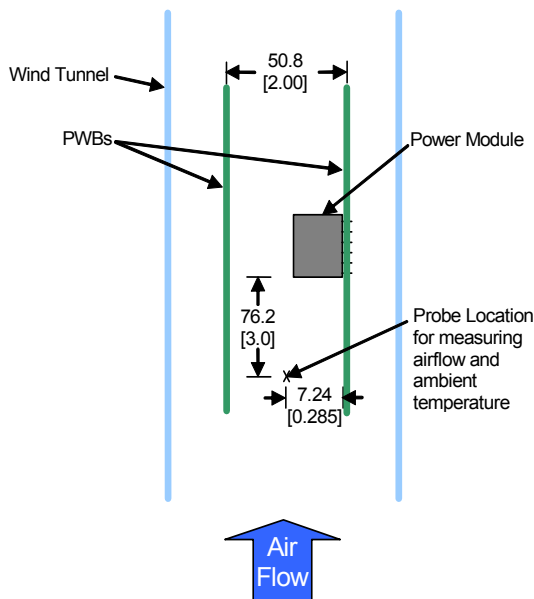 50.8
[2.00]
Wind Tunnel
PWBs
Power Module
76.2
[3.0]
Probe Location
for measuring
airflow and
ambient
temperature
x
7.24
[0.285]
Air
Flow